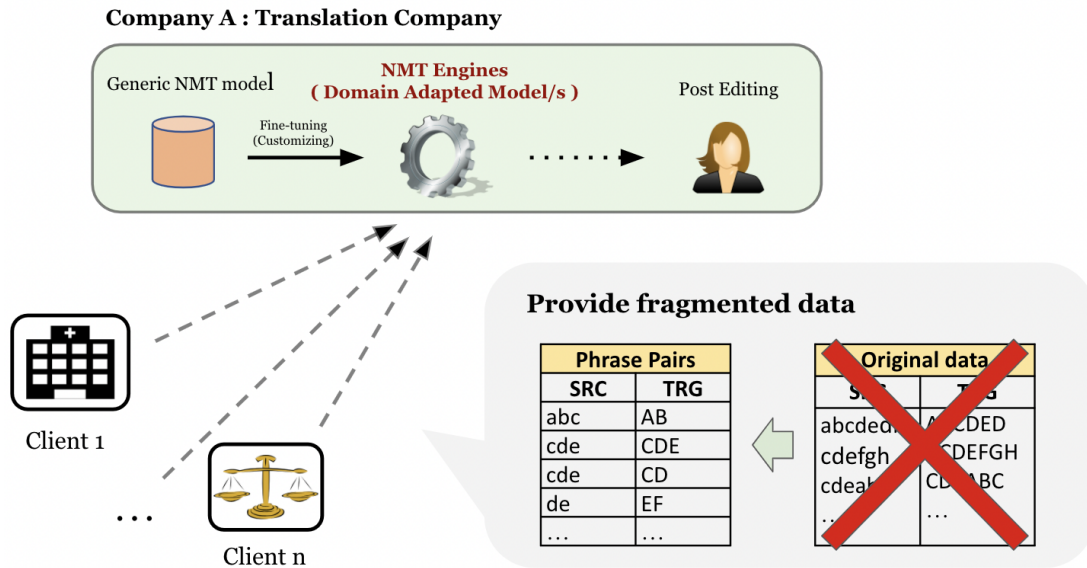 Company A : Translation Company
Generic NMT model
NMT Engines
( Domain Adapted Model/s )
Post Editing
Fine-tuning
(Customizing)
Provide fragmented data
Phrase Pairs
SRC TRG
abc AB
cde CDE
cde CD
de EF
... ...
Original data
cdefgh
...
Client 1
...
Client n